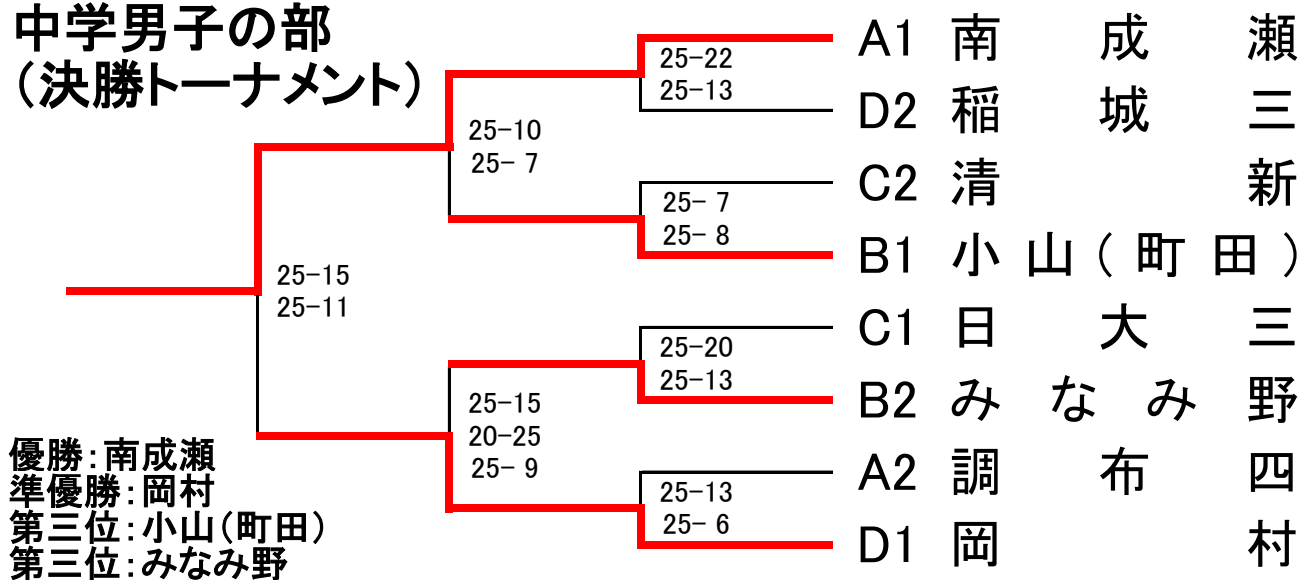 中学男子の部
（決勝トーナメント）
A1 南成瀬
25-22
25-13
D2 稲城三
25-10
25- 7
C2 清新
25- 7
25- 8
B1 小山（町田）
25-15
25-11
C1 日大三
25-20
25-13
B2 みなみ野
25-15
20-25
25- 9
A2 調布四
25-13
25- 6
D1 岡村
優勝：南成瀬
準優勝：岡村
第三位：小山（町田）
第三位：みなみ野